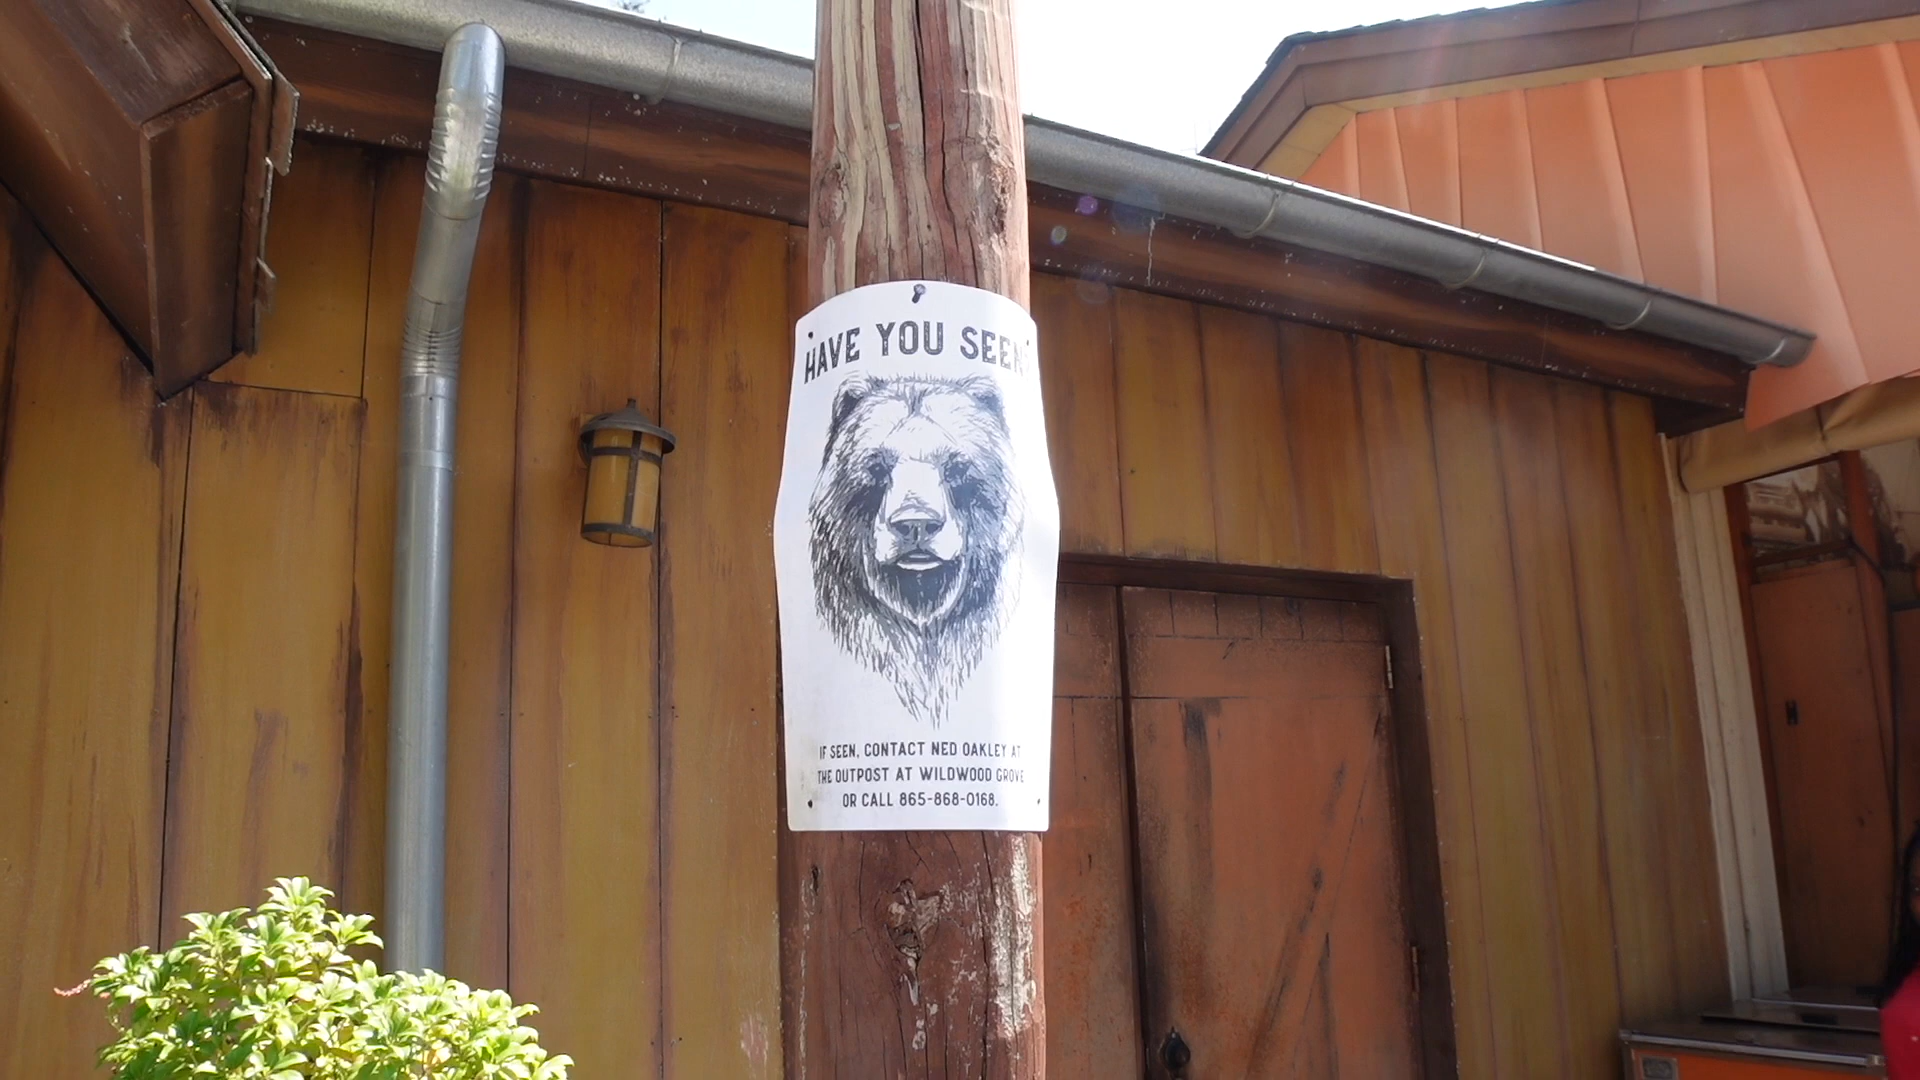 HAVE YOU SEEN?
IF SEEN, CONTACT NED OAKLEY AT
THE OUTPOST AT WILDWOOD GROVE
OR CALL 865-868-0168.